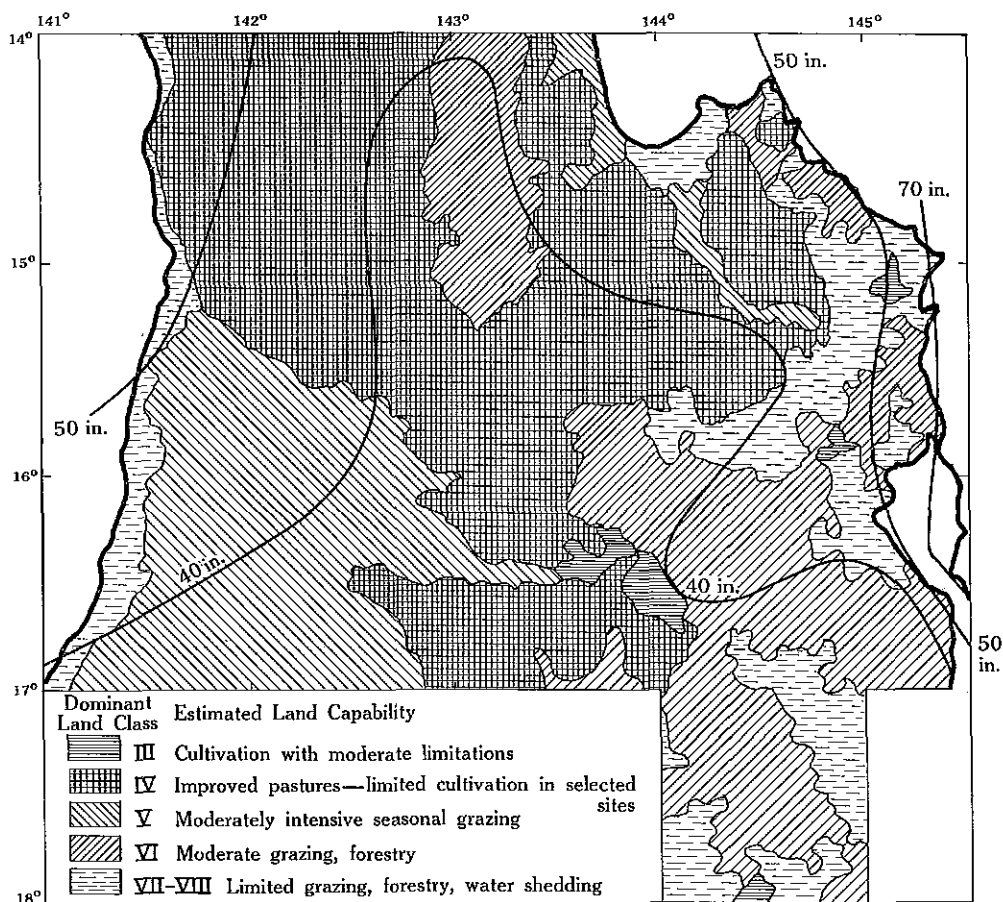 141° 142° 143° 144° 145°
14°
50 in.
70 in.
15°
50 in.
16°
40 in.
40 in.
50
in.
17°
Dominant
Land Class Estimated Land Capability
III Cultivation with moderate limitations
IV Improved pastures—limited cultivation in selected
sites
V Moderately intensive seasonal grazing
VI Moderate grazing, forestry
VII-VIII Limited grazing, forestry, water shedding
18°